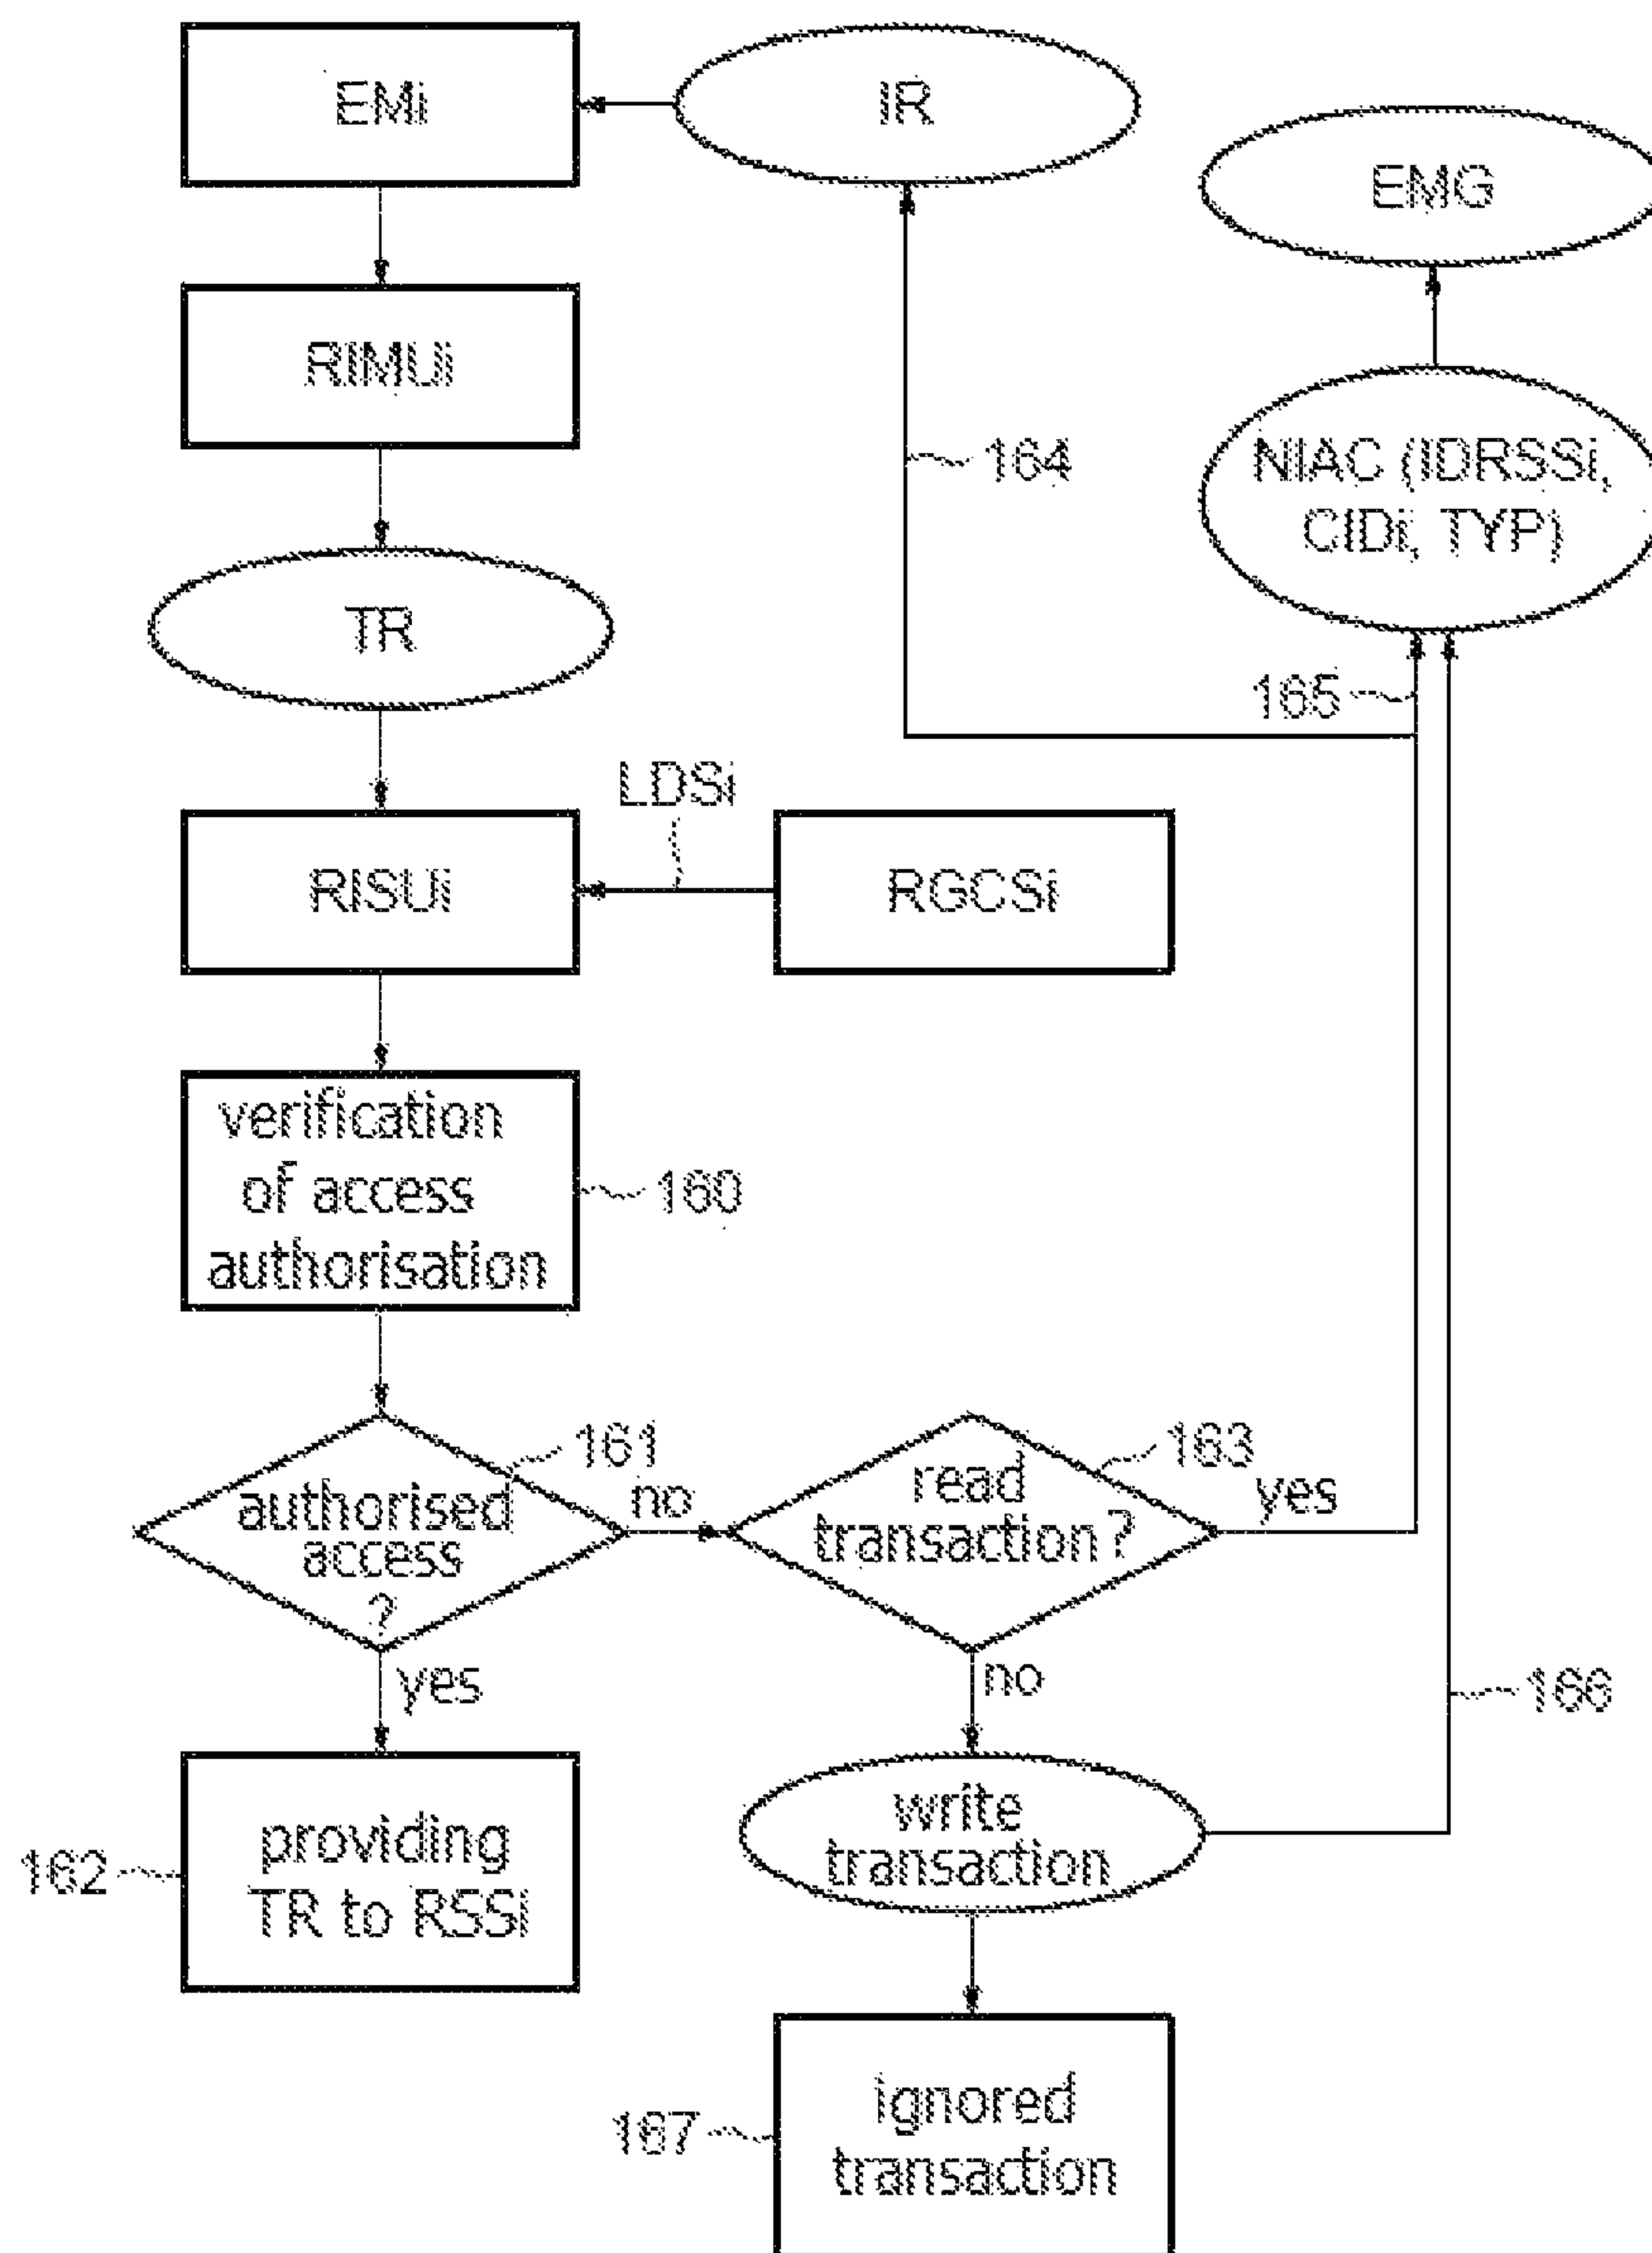 EMi
IR
EMG
RIMUi
164
NIAC (IDRSSi,
CIDi, TYP)
TR
165
LDSi
RISUi
RGCSi
verification
of access
authorisation
160
161
163
authorised
access
?
no
read
transaction?
yes
yes
no
166
162
providing
TR to RSSi
write
transaction
167
ignored
transaction